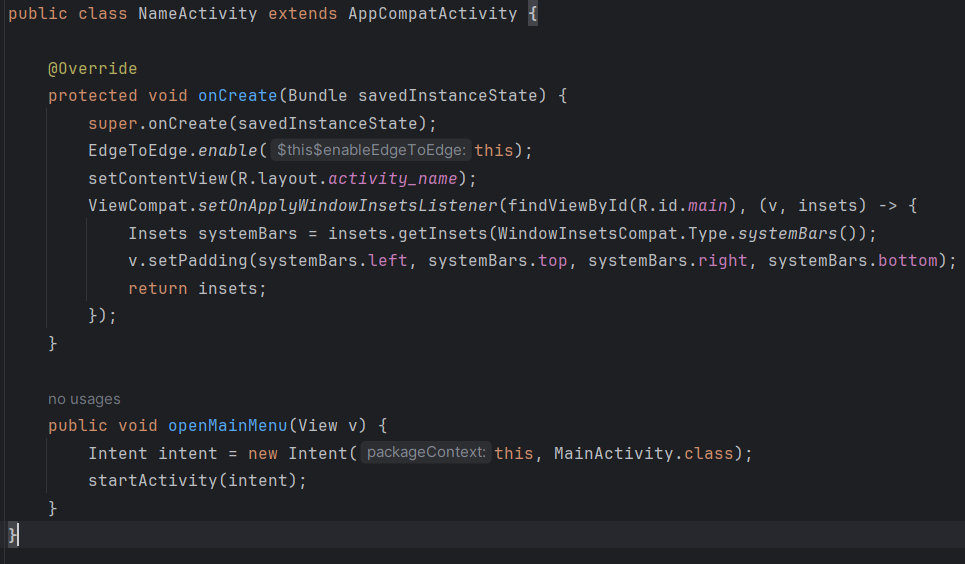 public class NameActivity extends AppCompatActivity {
@Override
protected void onCreate(Bundle savedInstanceState) {
super.onCreate(savedInstanceState);
EdgeToEdge.enable( $this$enableEdgeToEdge: this);
setContentView(R.layout.activity_name);
ViewCompat.setOnApplyWindowInsetsListener(findViewById(R.id.main), (v, insets) -> {
Insets systemBars = insets.getInsets(WindowInsetsCompat.Type.systemBars());
v.setPadding(systemBars.left, systemBars.top, systemBars.right, systemBars.bottom);
return insets;
});
}
no usages
public void openMainMenu(View v) {
Intent intent = new Intent( packageContext: this, MainActivity.class);
startActivity(intent);
}
}